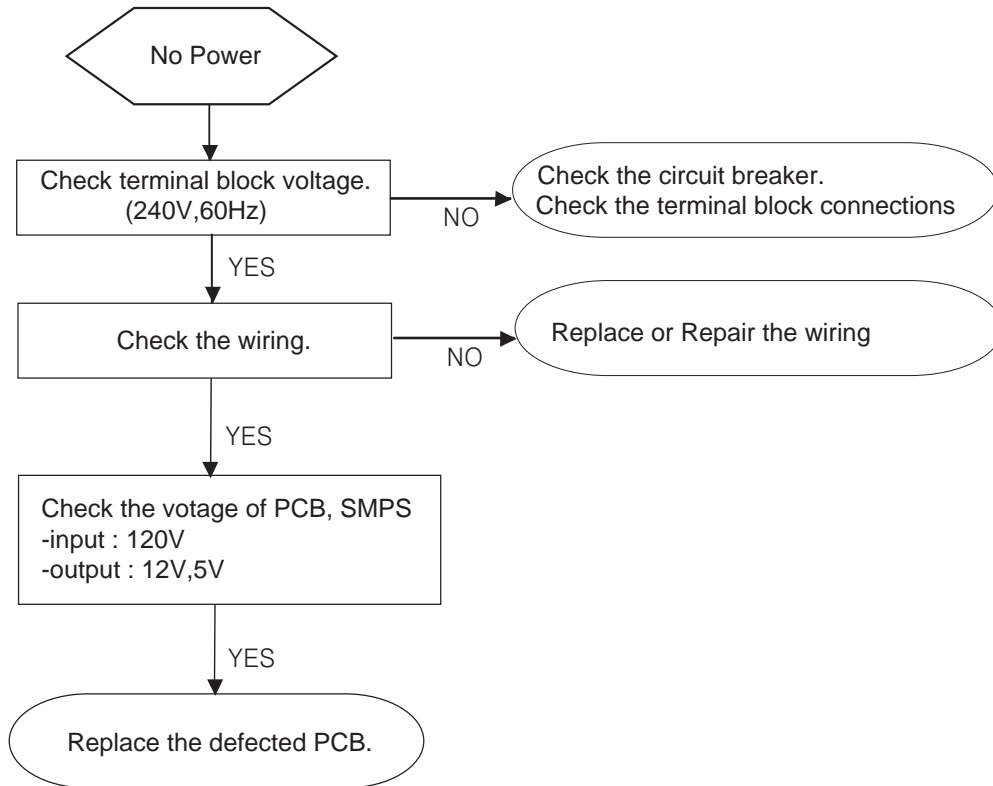 No Power
Check terminal block voltage.
(240V,60Hz)
NO
Check the circuit breaker.
Check the terminal block connections
YES
Check the wiring.
NO
Replace or Repair the wiring
YES
Check the votage of PCB, SMPS
-input : 120V
-output : 12V,5V
YES
Replace the defected PCB.